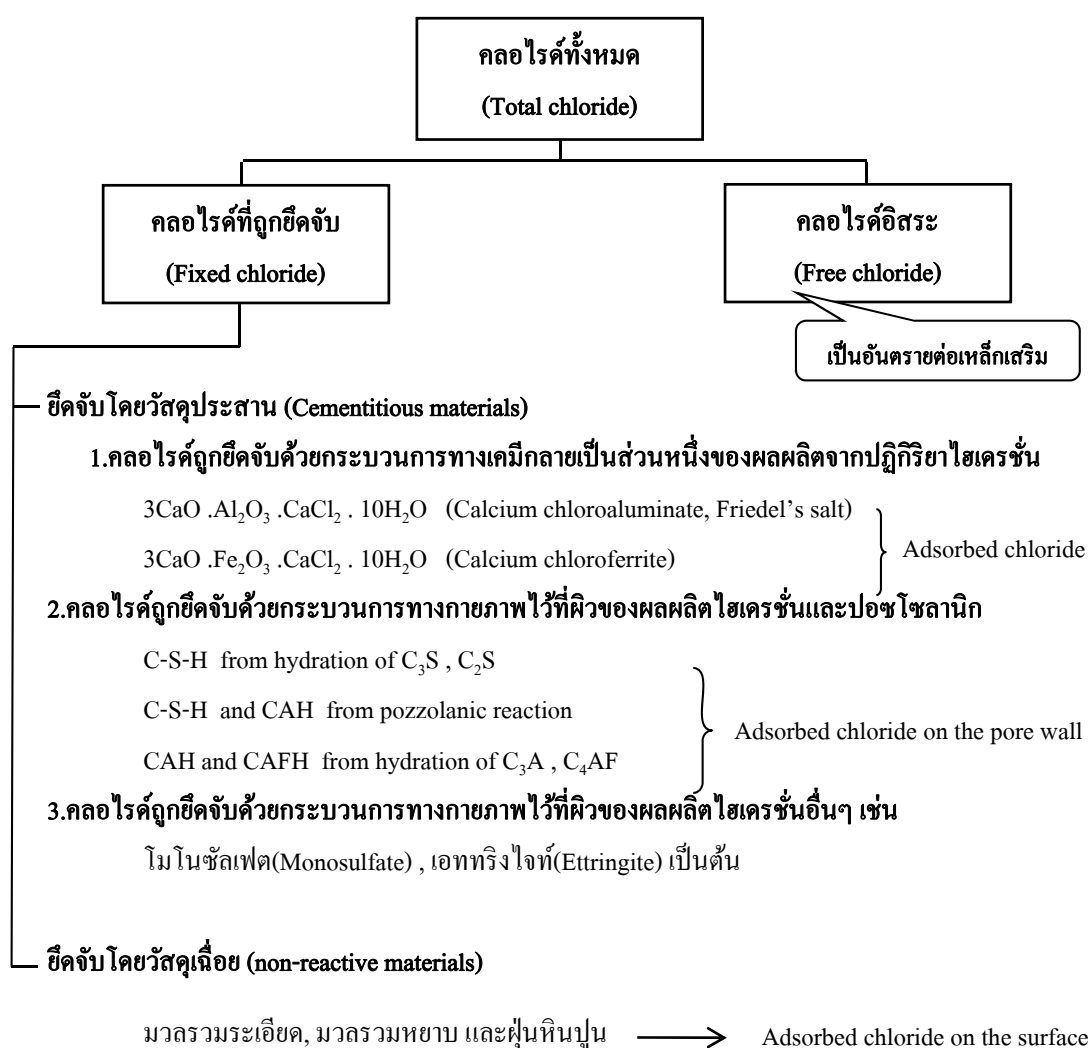 คลอไรด์ทั้งหมด
(Total chloride)
คลอไรด์ที่ถูกยึดจับ
(Fixed chloride)
คลอไรด์อิสระ
(Free chloride)
เป็นอันตรายต่อเหล็กเสริม
ยึดจับโดยวัสดุประสาน (Cementitious materials)
1.คลอไรด์ถูกยึดจับด้วยกระบวนการทางเคมีกลายเป็นส่วนหนึ่งของผลผลิตจากปฏิกิริยาไฮเดรชั่น
3CaO .Al₂O₃ .CaCl₂ . 10H₂O (Calcium chloroaluminate, Friedel’s salt)
3CaO .Fe₂O₃ .CaCl₂ . 10H₂O (Calcium chloroferrite)
Adsorbed chloride
2.คลอไรด์ถูกยึดจับด้วยกระบวนการทางกายภาพไว้ที่ผิวของผลผลิตไฮเดรชั่นและปอซโซลานิก
C-S-H from hydration of C₃S , C₂S
C-S-H and CAH from pozzolanic reaction
CAH and CAFH from hydration of C₃A , C₄AF
Adsorbed chloride on the pore wall
3.คลอไรด์ถูกยึดจับด้วยกระบวนการทางกายภาพไว้ที่ผิวของผลผลิตไฮเดรชั่นอื่นๆ เช่น
โมโนซัลเฟต(Monosulfate) , เอททริงไจท์(Ettringite) เป็นต้น
ยึดจับโดยวัสดุเฉื่อย (non-reactive materials)
มวลรวมระเอียด, มวลรวมหยาบ และฝุ่นหินปูน → Adsorbed chloride on the surface